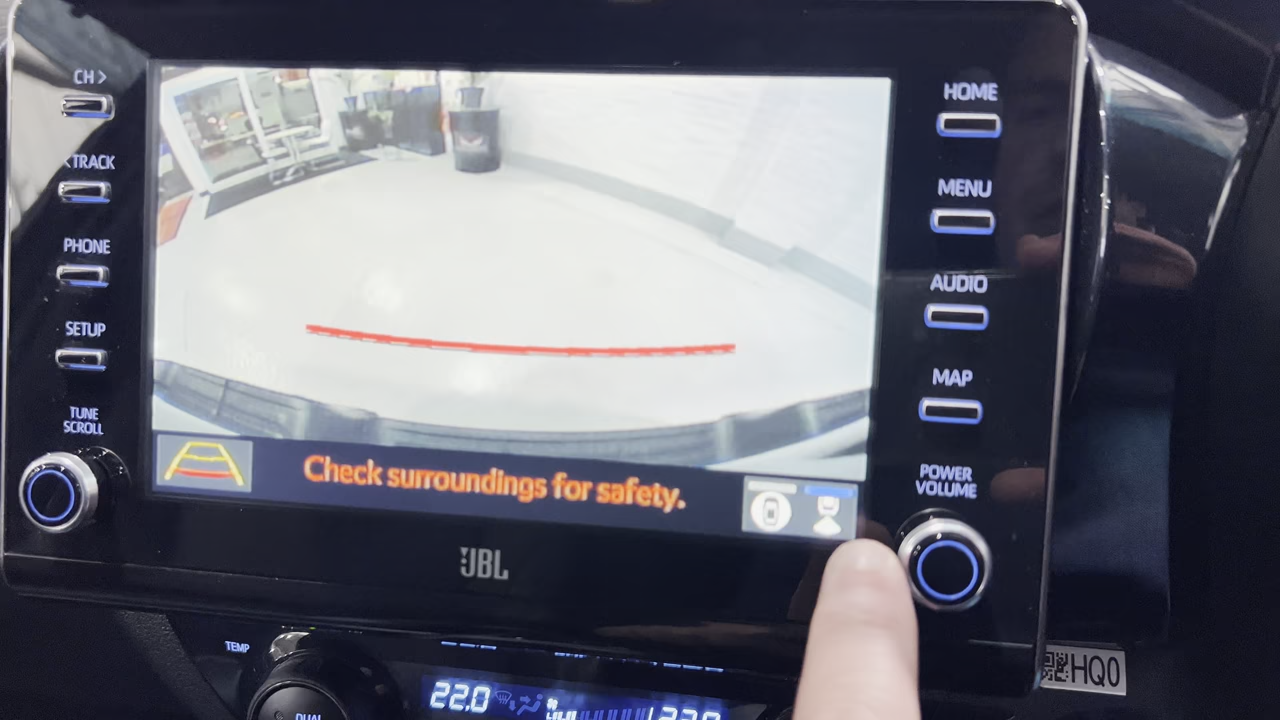 CH >
< TRACK
PHONE
SETUP
TUNE
SCROLL
HOME
MENU
AUDIO
MAP
POWER
VOLUME
Check surroundings for safety.
JBL
TEMP
DUAL
22.0
HQ0